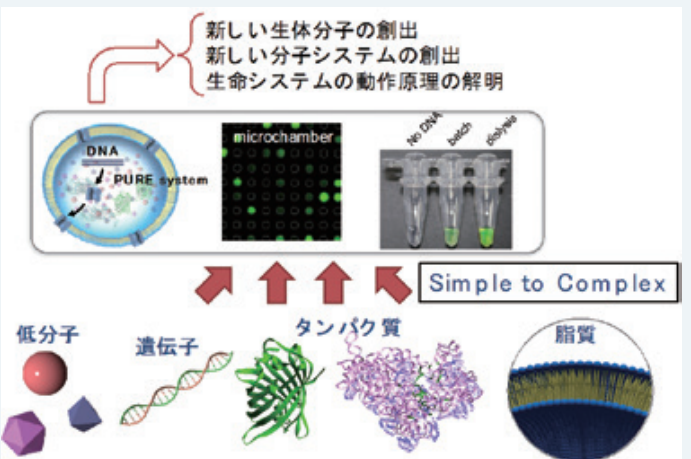 新しい生体分子の創出
新しい分子システムの創出
生命システムの動作原理の解明
DNA
PURE system
microchamber
No DNA
batch
dialysis
Simple to Complex
低分子
遺伝子
タンパク質
脂質